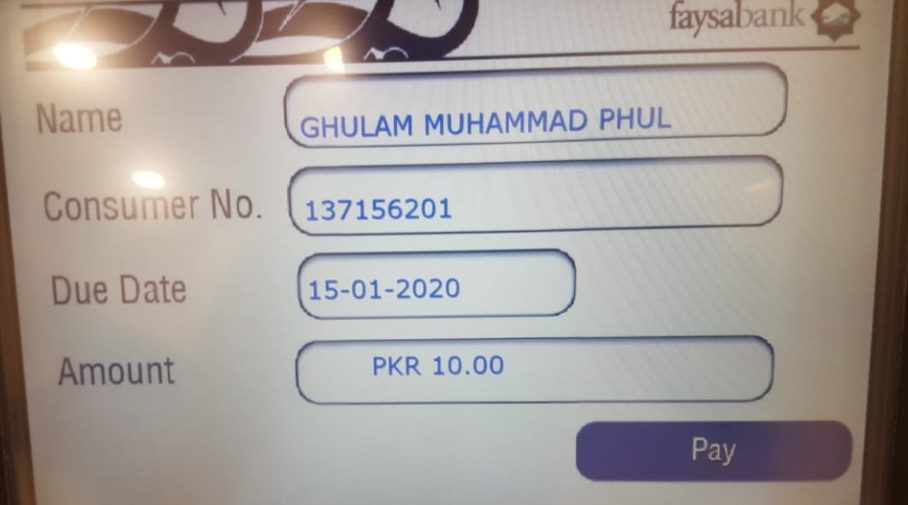 faysabank
Name
GHULAM MUHAMMAD PHUL
Consumer No.
137156201
Due Date
15-01-2020
Amount
PKR 10.00
Pay